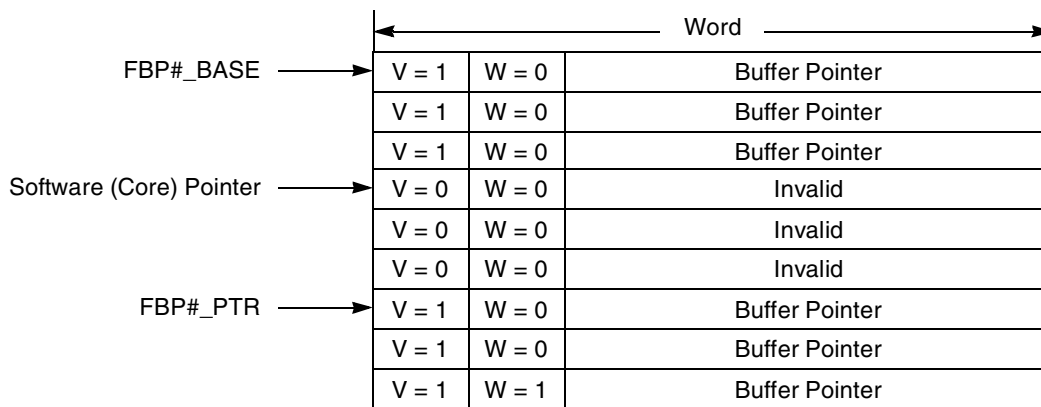 Word
FBP#_BASE V = 1 W = 0 Buffer Pointer
V = 1 W = 0 Buffer Pointer
V = 1 W = 0 Buffer Pointer
Software (Core) Pointer V = 0 W = 0 Invalid
V = 0 W = 0 Invalid
V = 0 W = 0 Invalid
FBP#_PTR V = 1 W = 0 Buffer Pointer
V = 1 W = 0 Buffer Pointer
V = 1 W = 1 Buffer Pointer